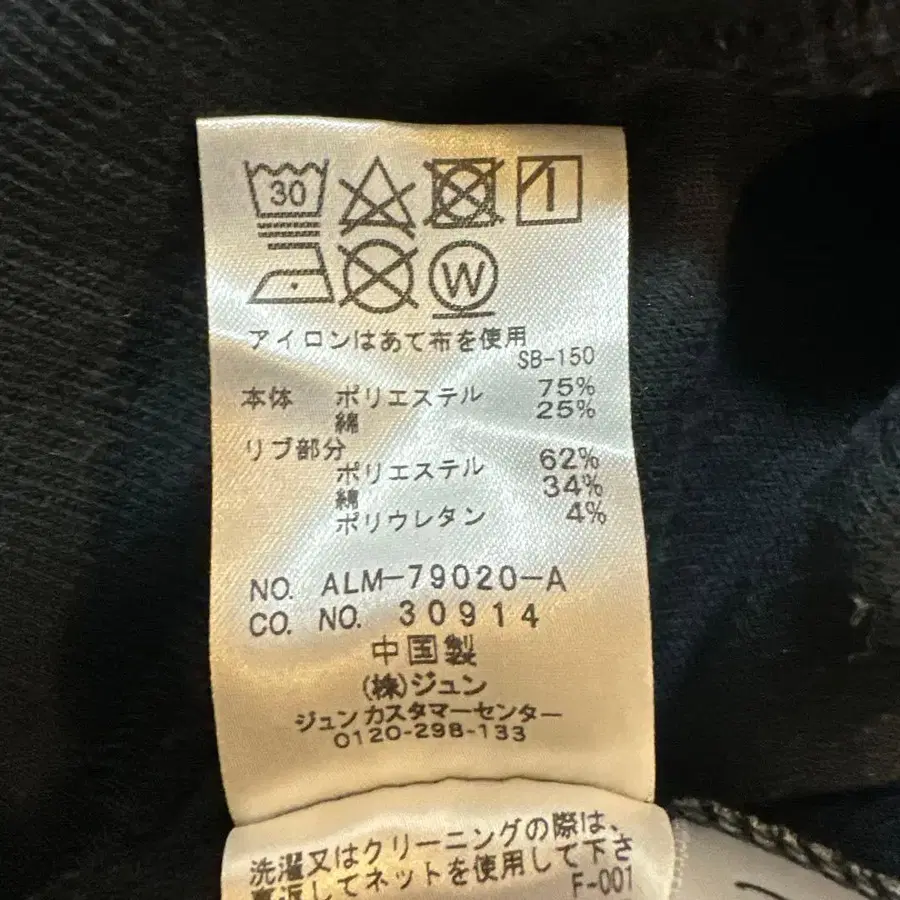 30
W
アイロンはあて布を使用
SB-150
本体 ポリエステル 75%
綿 25%
リブ部分
ポリエステル 62%
綿 34%
ポリウレタン 4%
NO. ALM-79020-A
CO. NO. 30914
中国製
(株)ジュン
ジュンカスタマーセンター
0120-298-133
洗濯又はクリーニングの際は、
裏返してネットを使用して下さ
F-001